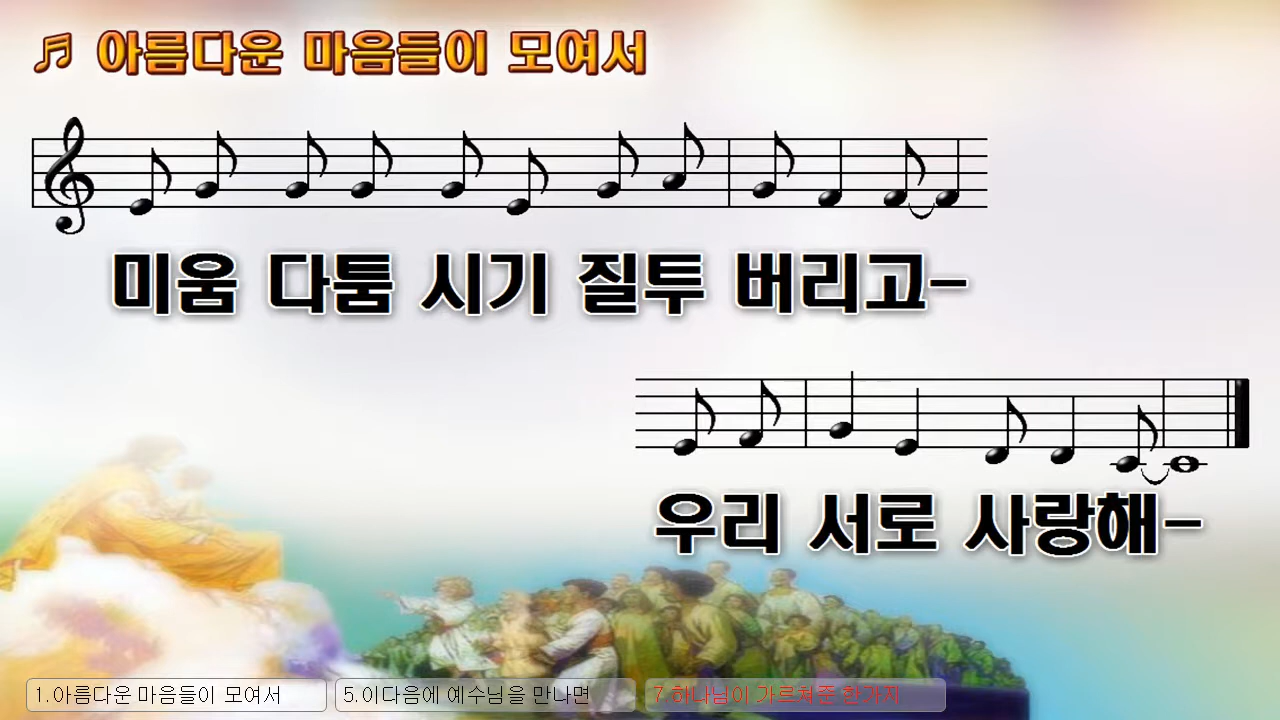 ♬ 아름다운 마음들이 모여서
미움 다툼 시기 질투 버리고-
우리 서로 사랑해-
1.아름다운 마음들이 모여서 5.이다음에 예수님을 만나면 7.하나님이 가르쳐준 한가지